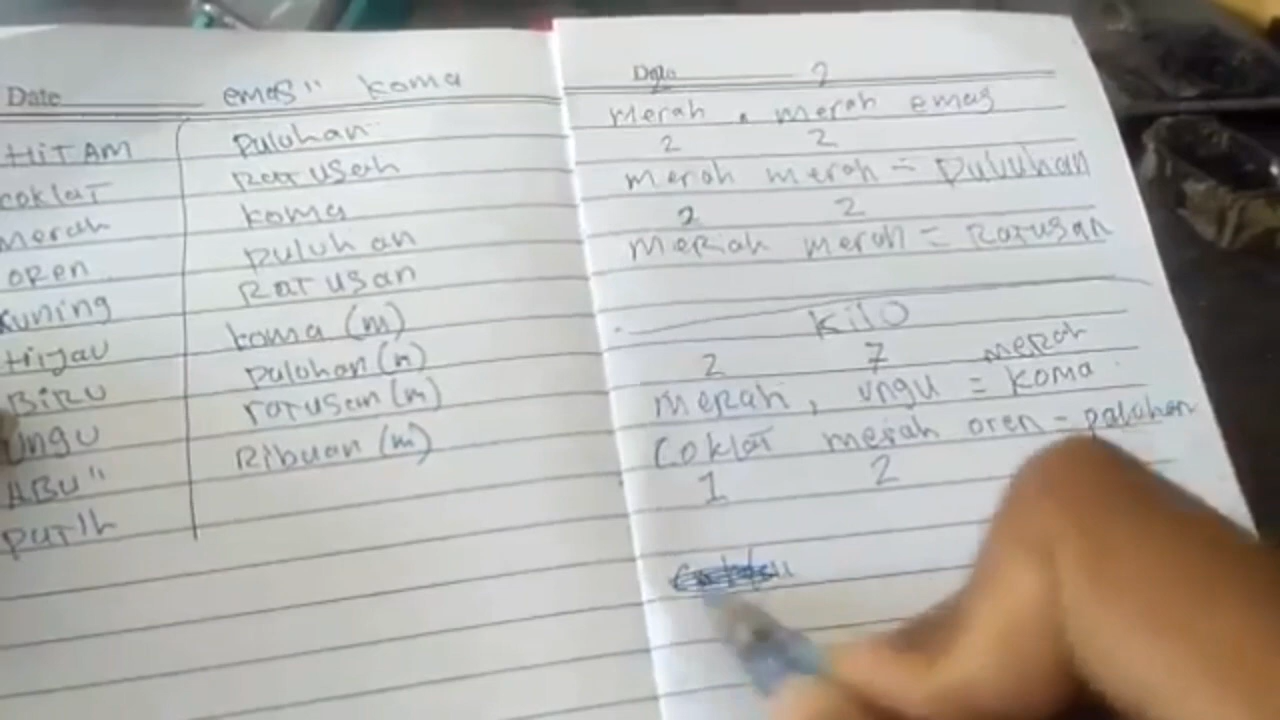 Date emas" koma
HITAM Puluhan
COKLAT Ratusan
merah koma
OREN puluhan
Kuning Ratusan
Hijau koma (m)
BIRU puluhan (m)
Ungu ratusan (m)
ABU" Ribuan (m)
PUTIH
2
merah , merah emas
2 2
merah merah = Puluhan
2 2
merah merah = Ratusan
Kilo
2 7 merah
merah , ungu = koma
Coklat merah oren = puluhan
1 2